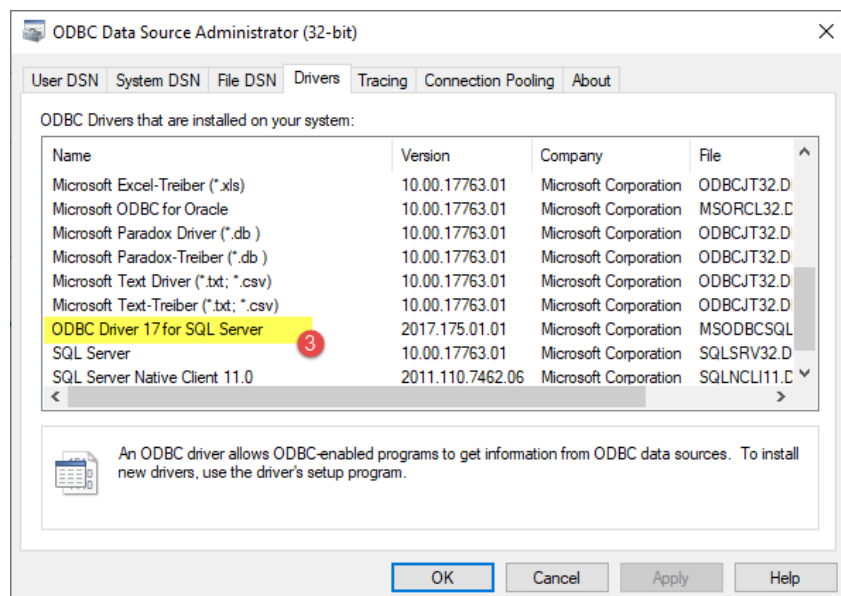 ODBC Data Source Administrator (32-bit)
User DSN System DSN File DSN Drivers Tracing Connection Pooling About
ODBC Drivers that are installed on your system:
Name Version Company File
Microsoft Excel-Treiber (*.xls) 10.00.17763.01 Microsoft Corporation ODBCJT32.D
Microsoft ODBC for Oracle 10.00.17763.01 Microsoft Corporation MSORCL32.D
Microsoft Paradox Driver (*.db ) 10.00.17763.01 Microsoft Corporation ODBCJT32.D
Microsoft Paradox-Treiber (*.db ) 10.00.17763.01 Microsoft Corporation ODBCJT32.D
Microsoft Text Driver (*.txt; *.csv) 10.00.17763.01 Microsoft Corporation ODBCJT32.D
Microsoft Text-Treiber (*.txt; *.csv) 10.00.17763.01 Microsoft Corporation ODBCJT32.D
ODBC Driver 17 for SQL Server 2017.175.01.01 Microsoft Corporation MSODBCSQL
3
SQL Server 10.00.17763.01 Microsoft Corporation SQLSRV32.D
SQL Server Native Client 11.0 2011.110.7462.06 Microsoft Corporation SQLNCLI11.D
An ODBC driver allows ODBC-enabled programs to get information from ODBC data sources. To install
new drivers, use the driver's setup program.
OK Cancel Apply Help